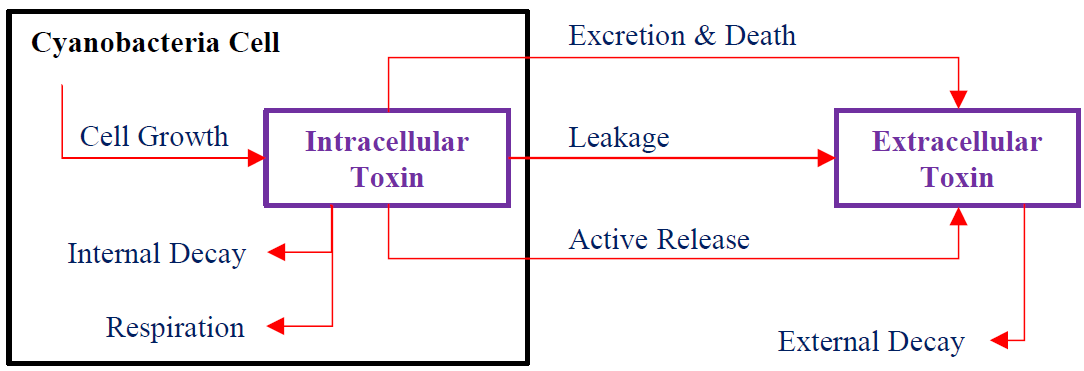 Cyanobacteria Cell
Excretion & Death
Cell Growth
Intracellular
Toxin
Leakage
Extracellular
Toxin
Internal Decay
Active Release
Respiration
External Decay